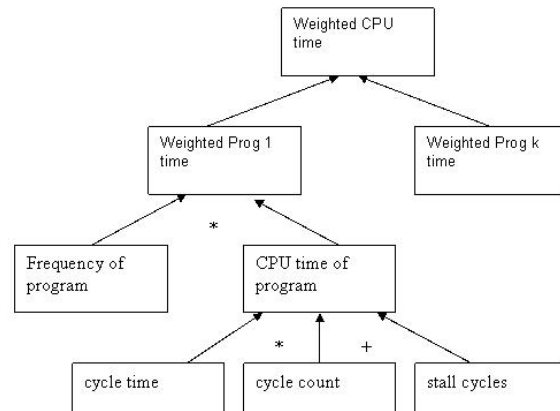 Weighted CPU
time
Weighted Prog 1
time
Weighted Prog k
time
*
Frequency of
program
CPU time of
program
*
+
cycle time
cycle count
stall cycles